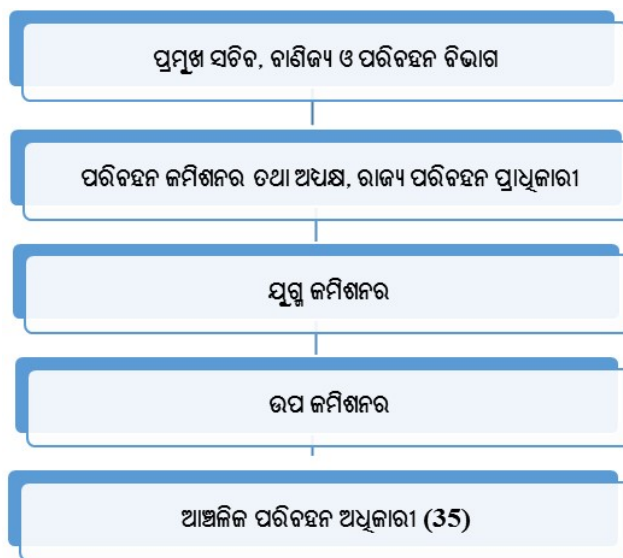 ପ୍ରମୁଖ ସଚିବ, ବାଣିଜ୍ୟ ଓ ପରିବହନ ବିଭାଗ
ପରିବହନ କମିଶନର ତଥା ଅଧ୍ୟକ୍ଷ, ରାଜ୍ୟ ପରିବହନ ପ୍ରାଧିକାରୀ
ଯୁଗ୍ମ କମିଶନର
ଉପ କମିଶନର
ଆଞ୍ଚଳିକ ପରିବହନ ଅଧିକାରୀ (35)